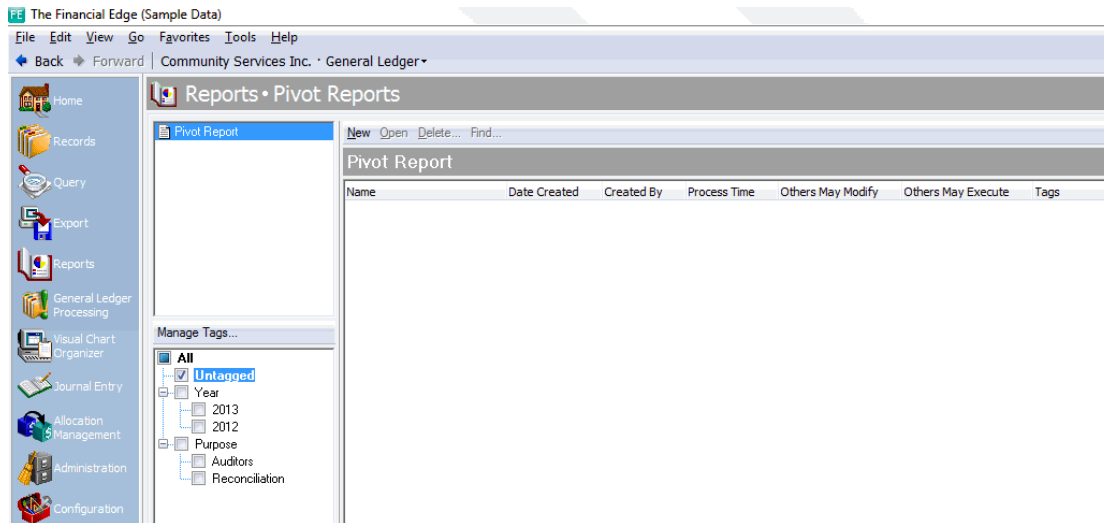 FE The Financial Edge (Sample Data)
File Edit View Go Favorites Tools Help
Back Forward Community Services Inc. · General Ledger
Home
Records
Query
Export
Reports
General Ledger
Processing
Visual Chart
Organizer
Journal Entry
Allocation
Management
Administration
Configuration
Reports • Pivot Reports
Pivot Report
Manage Tags...
All
Untagged
Year
2013
2012
Purpose
Auditors
Reconciliation
New Open Delete... Find...
Pivot Report
Name Date Created Created By Process Time Others May Modify Others May Execute Tags